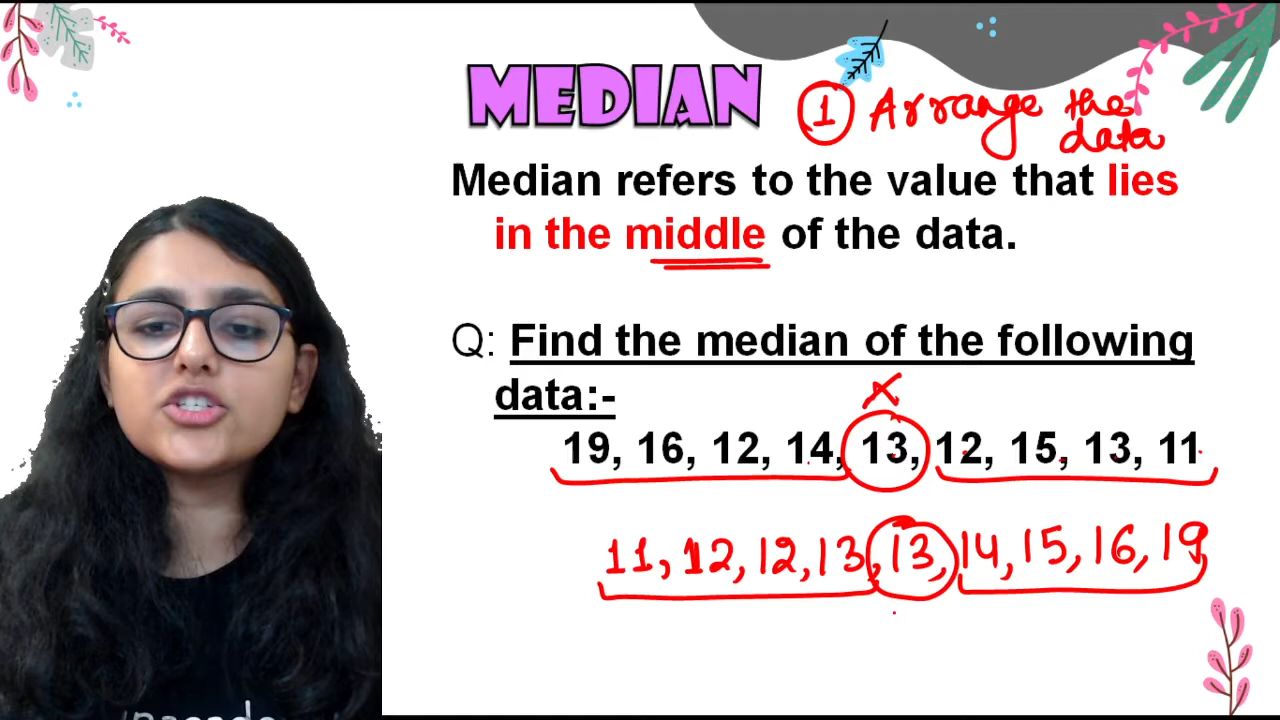 MEDIAN
① Arrange the
data
Median refers to the value that lies
in the middle of the data.
Q: Find the median of the following
data:-
x
19, 16, 12, 14, 13, 12, 15, 13, 11
11, 12, 12, 13, 13, 14, 15, 16, 19